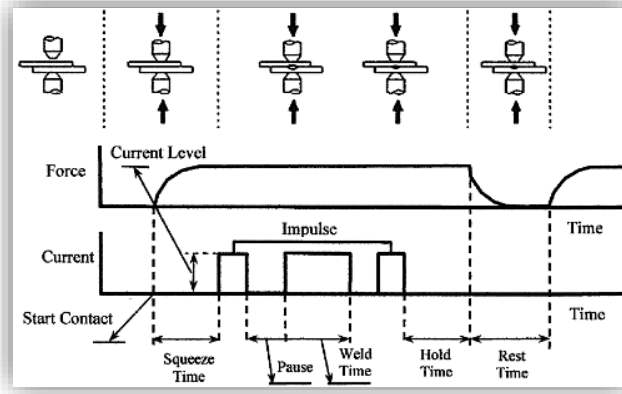 Current Level
Force
Time
Impulse
Current
Start Contact
Time
Squeeze
Time
Pause
Weld
Time
Hold
Time
Rest
Time